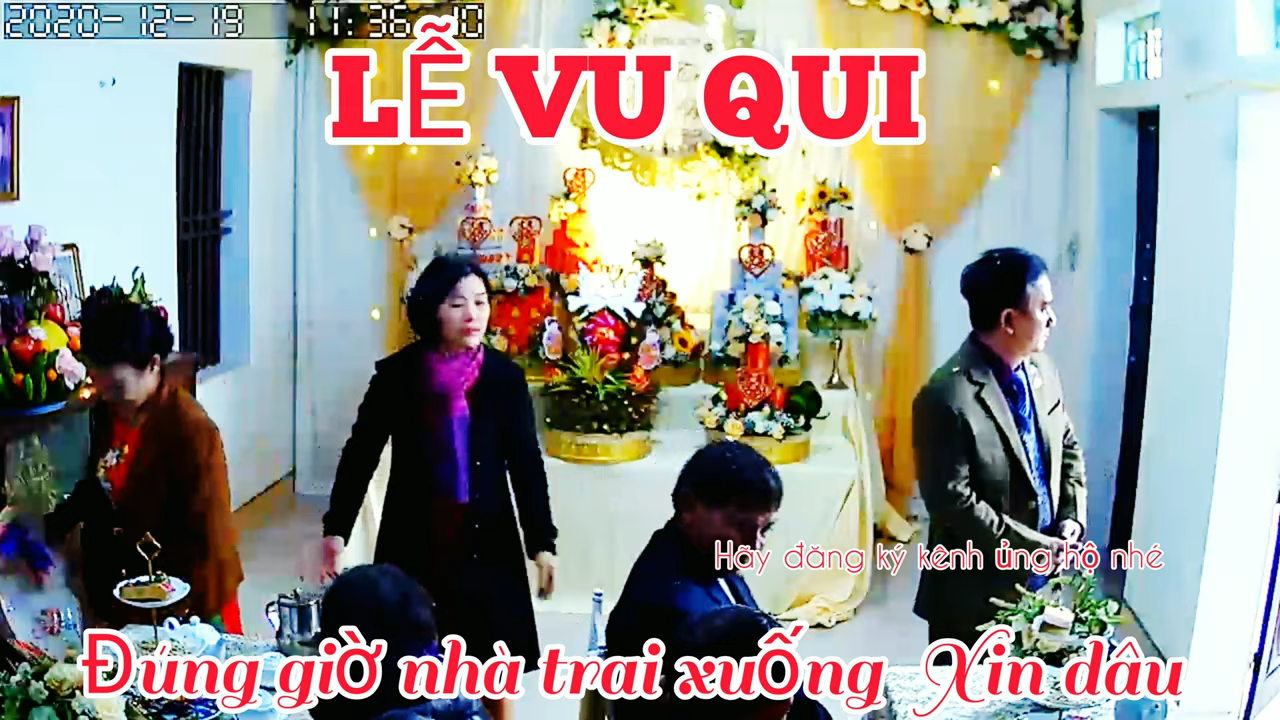 2020-12-19 11:36:10
LỄ VU QUI
Hãy đăng ký kênh ủng hộ nhé
Đúng giờ nhà trai xuống Xin dâu